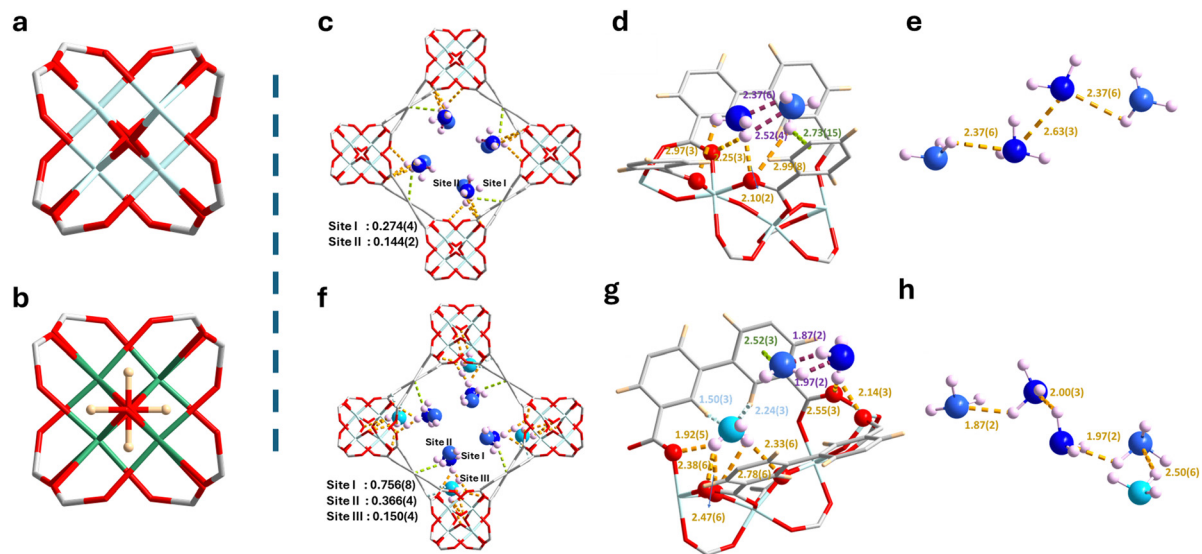 a
c
d
e
2.37(6)
2.52(4)
2.73(15)
2.97(3)
2.25(3)
2.99(8)
2.10(2)
2.37(6)
2.37(6)
2.63(3)
Site II
Site I
Site I : 0.274(4)
Site II : 0.144(2)
b
f
g
h
Site II
Site I
Site III
Site I : 0.756(8)
Site II : 0.366(4)
Site III : 0.150(4)
2.52(3)
1.87(2)
1.97(2)
2.14(3)
1.50(3)
2.24(3)
2.55(3)
1.92(5)
2.33(6)
2.38(6)
2.78(6)
2.47(6)
2.00(3)
1.87(2)
1.97(2)
2.50(6)